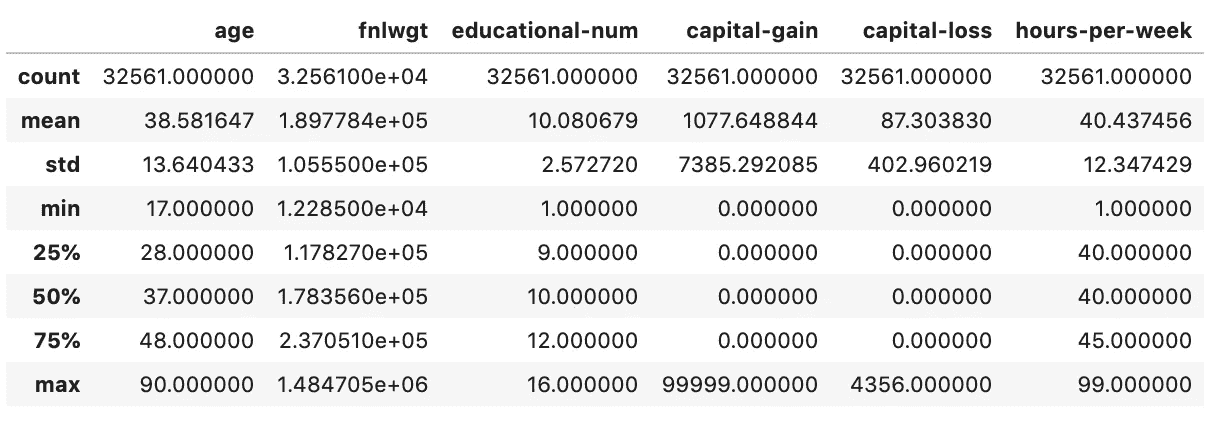 age fnlwgt educational-num capital-gain capital-loss hours-per-week
count 32561.000000 3.256100e+04 32561.000000 32561.000000 32561.000000 32561.000000
mean 38.581647 1.897784e+05 10.080679 1077.648844 87.303830 40.437456
std 13.640433 1.055500e+05 2.572720 7385.292085 402.960219 12.347429
min 17.000000 1.228500e+04 1.000000 0.000000 0.000000 1.000000
25% 28.000000 1.178270e+05 9.000000 0.000000 0.000000 40.000000
50% 37.000000 1.783560e+05 10.000000 0.000000 0.000000 40.000000
75% 48.000000 2.370510e+05 12.000000 0.000000 0.000000 45.000000
max 90.000000 1.484705e+06 16.000000 99999.000000 4356.000000 99.000000